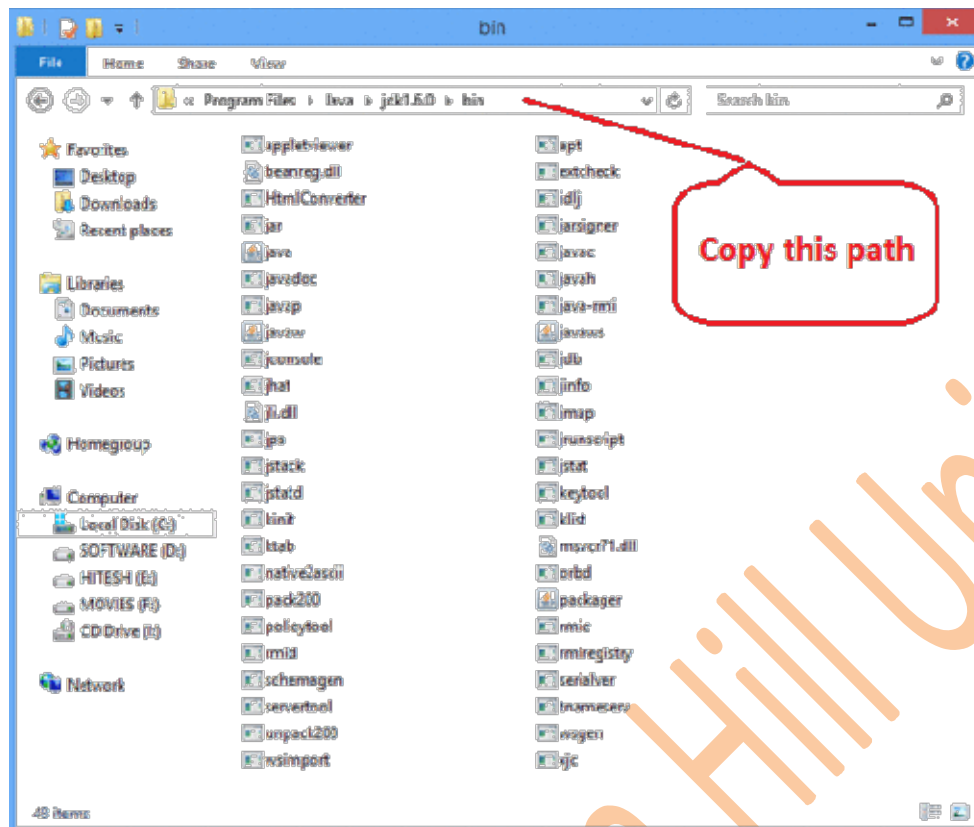 bin
File Home Share View
« Program Files Java jdk1.6.0 bin
Search bin
Copy this path
Favorites
Desktop
Downloads
Recent places
Libraries
Documents
Music
Pictures
Videos
Homegroup
Computer
Local Disk (C:)
SOFTWARE (D:)
HITESH (E:)
MOVIES (F:)
CD Drive (I:)
Network
appletviewer
beanreg.dll
HtmlConverter
jar
java
javadoc
javap
javaw
jconsole
jhat
jli.dll
jps
jstack
jstatd
kinit
ktab
native2ascii
pack200
policytool
rmid
schemagen
servertool
unpack200
wsimport
apt
extcheck
idlj
jarsigner
javac
javah
java-rmi
javaws
jdb
jinfo
jmap
jrunscript
jstat
keytool
klist
msvcr71.dll
orbd
packager
rmic
rmiregistry
serialver
tnameserv
wsgen
xjc
48 items
Hill Uni